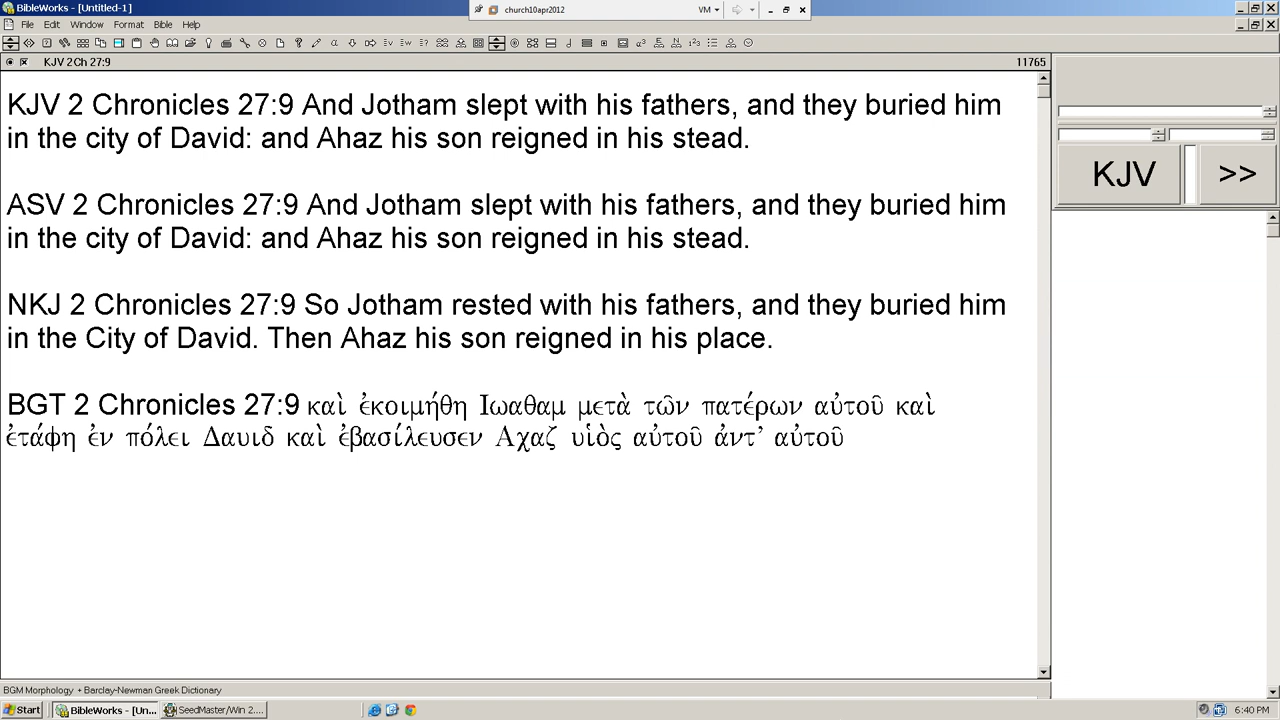 BibleWorks - [Untitled-1]
church10apr2012
VM
File Edit Window Format Bible Help
KJV 2Ch 27:9
11765
KJV 2 Chronicles 27:9 And Jotham slept with his fathers, and they buried him
in the city of David: and Ahaz his son reigned in his stead.
ASV 2 Chronicles 27:9 And Jotham slept with his fathers, and they buried him
in the city of David: and Ahaz his son reigned in his stead.
NKJ 2 Chronicles 27:9 So Jotham rested with his fathers, and they buried him
in the City of David. Then Ahaz his son reigned in his place.
BGT 2 Chronicles 27:9 καὶ ἐκοιμήθη Ιωαθαμ μετὰ τῶν πατέρων αὐτοῦ καὶ
ἐτάφη ἐν πόλει Δαυιδ καὶ ἐβασίλευσεν Αχαζ υἱὸς αὐτοῦ ἀντ’ αὐτοῦ
KJV
>>
BGM Morphology + Barclay-Newman Greek Dictionary
Start
BibleWorks - [Un...
SeedMaster/Win 2....
6:40 PM